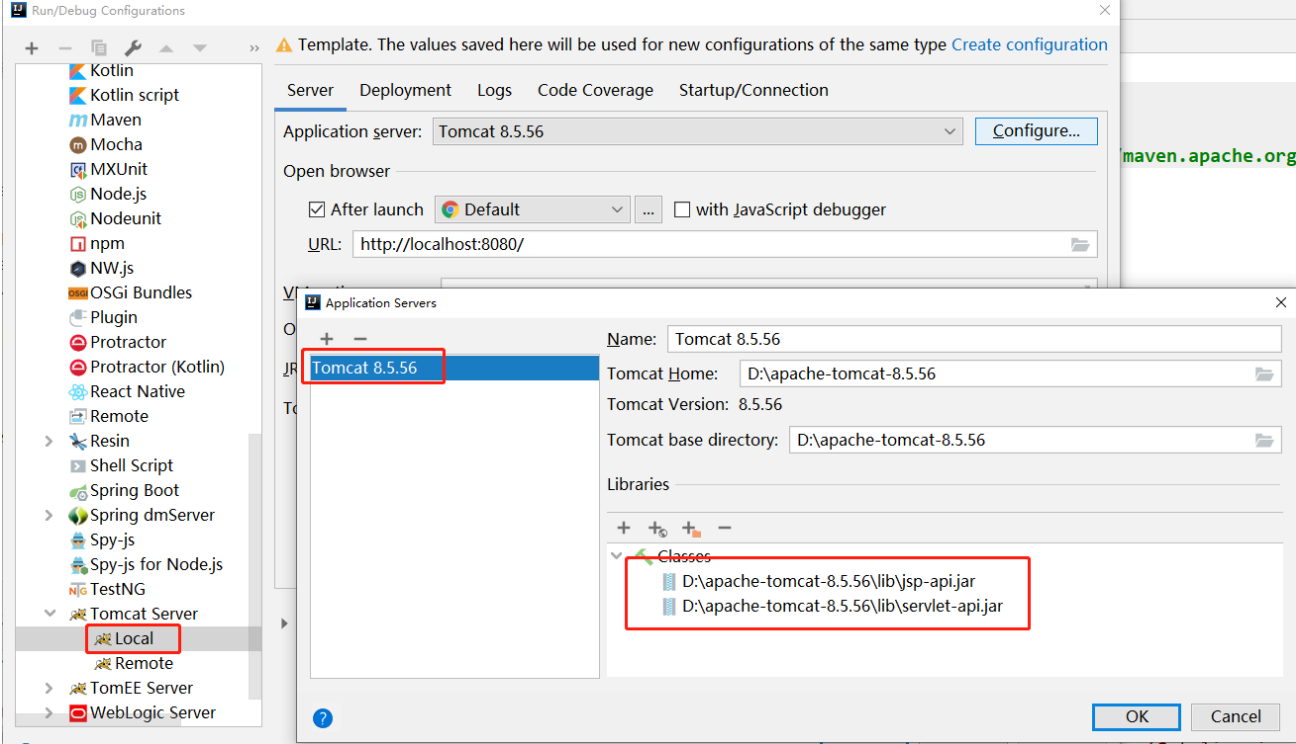 Run/Debug Configurations
Kotlin
Kotlin script
Maven
Mocha
MXUnit
Node.js
Nodeunit
npm
NW.js
OSGi Bundles
Plugin
Protractor
Protractor (Kotlin)
React Native
Remote
Resin
Shell Script
Spring Boot
Spring dmServer
Spy-js
Spy-js for Node.js
TestNG
Tomcat Server
Local
Remote
TomEE Server
WebLogic Server
Template. The values saved here will be used for new configurations of the same type Create configuration
Server Deployment Logs Code Coverage Startup/Connection
Application server: Tomcat 8.5.56 Configure...
Open browser
After launch Default ... with JavaScript debugger
URL: http://localhost:8080/
/maven.apache.org
Application Servers
Tomcat 8.5.56
Name: Tomcat 8.5.56
Tomcat Home: D:\apache-tomcat-8.5.56
Tomcat Version: 8.5.56
Tomcat base directory: D:\apache-tomcat-8.5.56
Libraries
Classes
D:\apache-tomcat-8.5.56\lib\jsp-api.jar
D:\apache-tomcat-8.5.56\lib\servlet-api.jar
OK Cancel